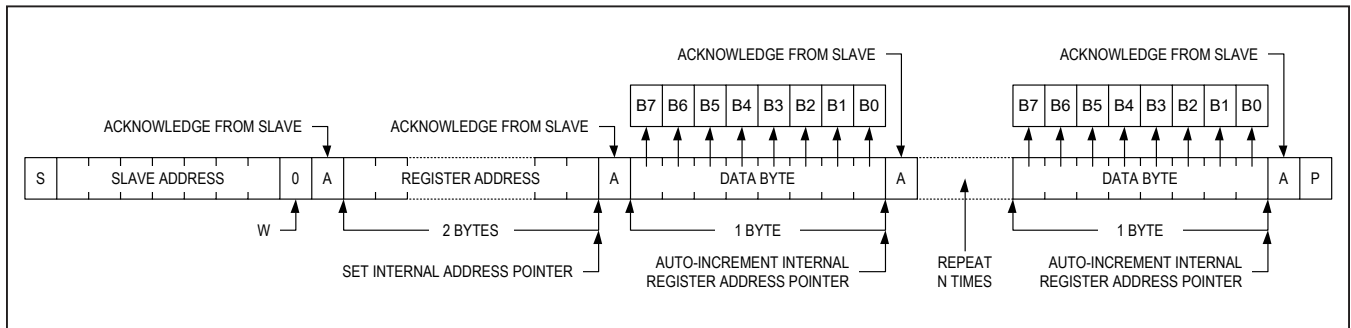 ACKNOWLEDGE FROM SLAVE
ACKNOWLEDGE FROM SLAVE
B7 B6 B5 B4 B3 B2 B1 B0
B7 B6 B5 B4 B3 B2 B1 B0
ACKNOWLEDGE FROM SLAVE
ACKNOWLEDGE FROM SLAVE
S SLAVE ADDRESS 0 A REGISTER ADDRESS A DATA BYTE A DATA BYTE A P
W
2 BYTES
1 BYTE
1 BYTE
SET INTERNAL ADDRESS POINTER
AUTO-INCREMENT INTERNAL
REGISTER ADDRESS POINTER
REPEAT
N TIMES
AUTO-INCREMENT INTERNAL
REGISTER ADDRESS POINTER